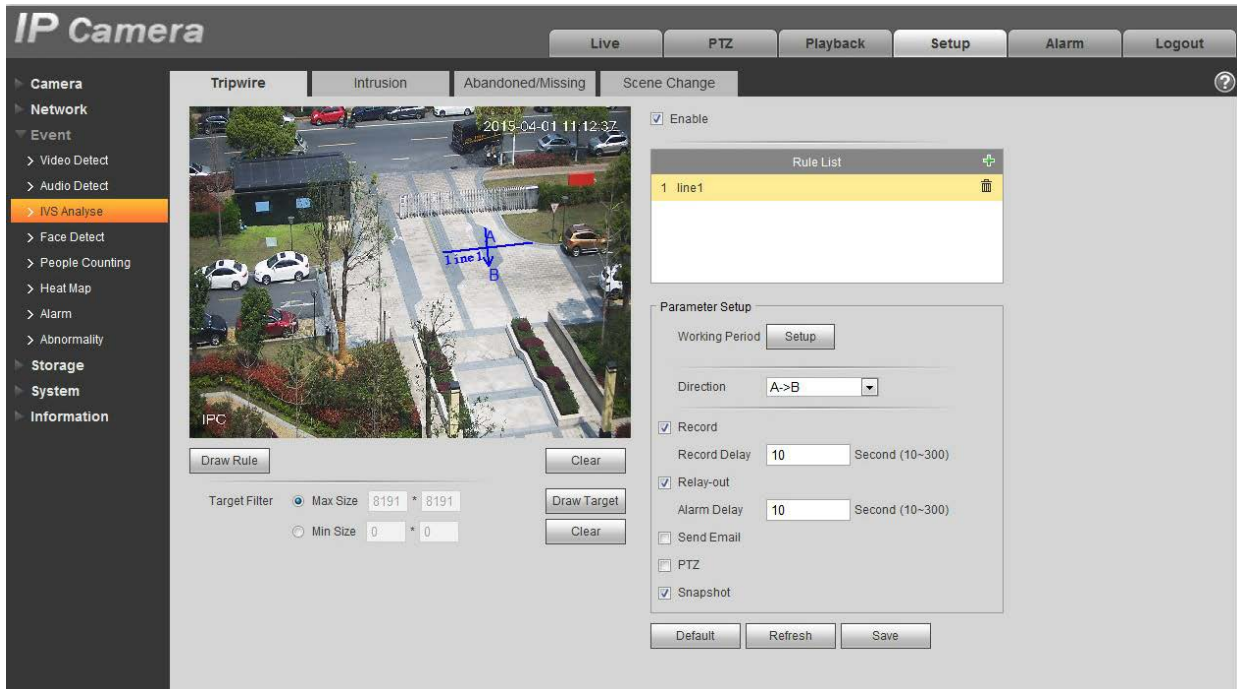 IP Camera
Live PTZ Playback Setup Alarm Logout
Camera
Network
Event
> Video Detect
> Audio Detect
> IVS Analyse
> Face Detect
> People Counting
> Heat Map
> Alarm
> Abnormality
Storage
System
Information
Tripwire Intrusion Abandoned/Missing Scene Change ?
2015-04-01 11:12:37
A
line1
B
IPC
Draw Rule Clear
Target Filter Max Size 8191 * 8191 Draw Target
Min Size 0 * 0 Clear
Enable
Rule List
1 line1
Parameter Setup
Working Period Setup
Direction A->B
Record
Record Delay 10 Second (10~300)
Relay-out
Alarm Delay 10 Second (10~300)
Send Email
PTZ
Snapshot
Default Refresh Save